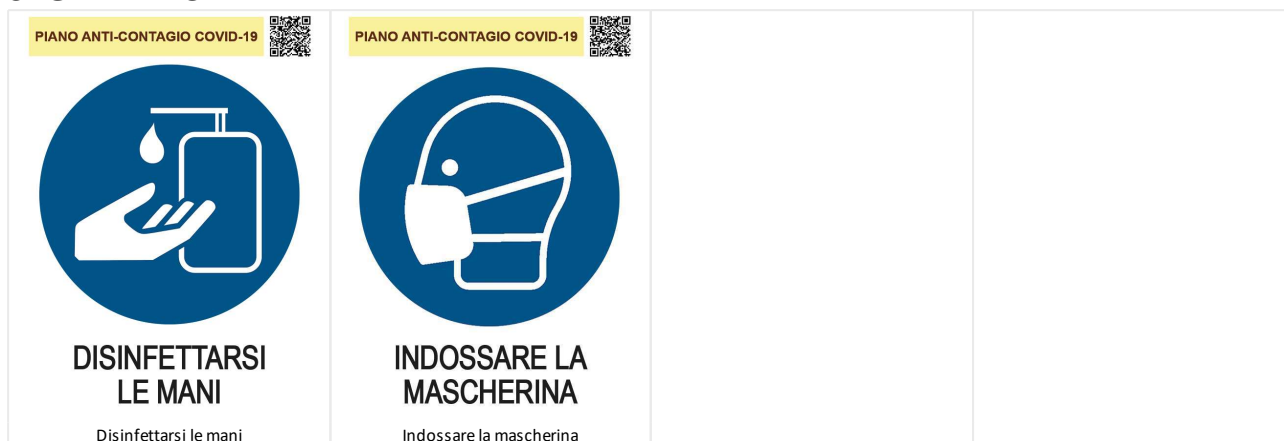 PIANO ANTI-CONTAGIO COVID-19
DISINFETTARSI
LE MANI
Disinfettarsi le mani
PIANO ANTI-CONTAGIO COVID-19
INDOSSARE LA
MASCHERINA
Indossare la mascherina